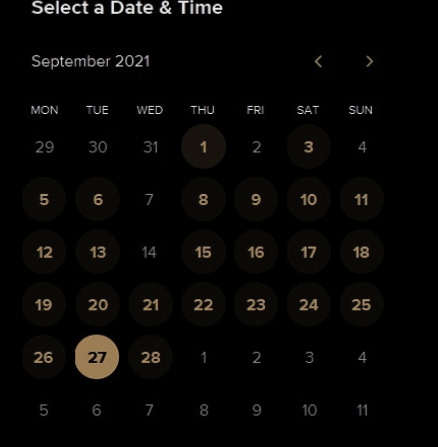 Select a Date & Time
September 2021
MON TUE WED THU FRI SAT SUN
29 30 31 1 2 3 4
5 6 7 8 9 10 11
12 13 14 15 16 17 18
19 20 21 22 23 24 25
26 27 28 1 2 3 4
5 6 7 8 9 10 11